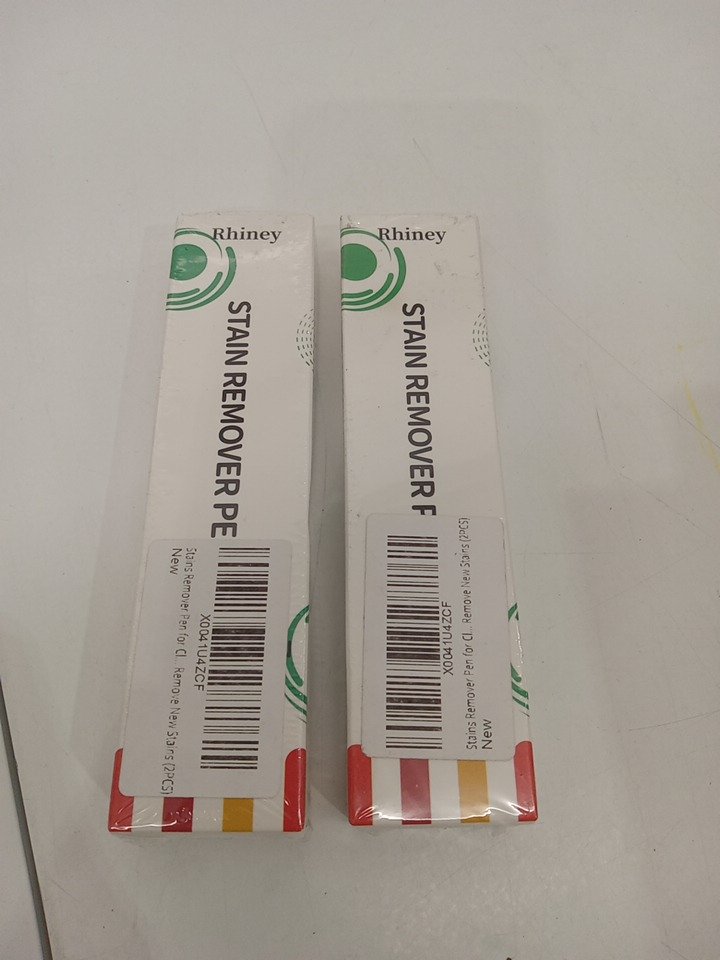 Rhiney
STAIN REMOVER PE
X0041U4ZCF
Stains Remover Pen for Cl... Remove New Stains (2PCS)
New
Rhiney
STAIN REMOVER P
X0041U4ZCF
Stains Remover Pen for Cl... Remove New Stains (2PCS)
New